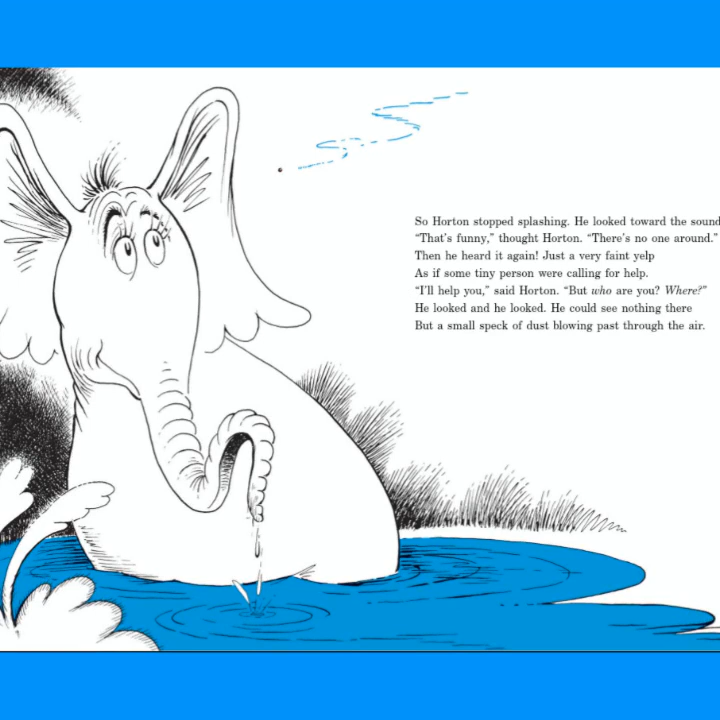 So Horton stopped splashing. He looked toward the sound
“That’s funny,” thought Horton. “There’s no one around.”
Then he heard it again! Just a very faint yelp
As if some tiny person were calling for help.
“I’ll help you,” said Horton. “But who are you? Where?”
He looked and he looked. He could see nothing there
But a small speck of dust blowing past through the air.